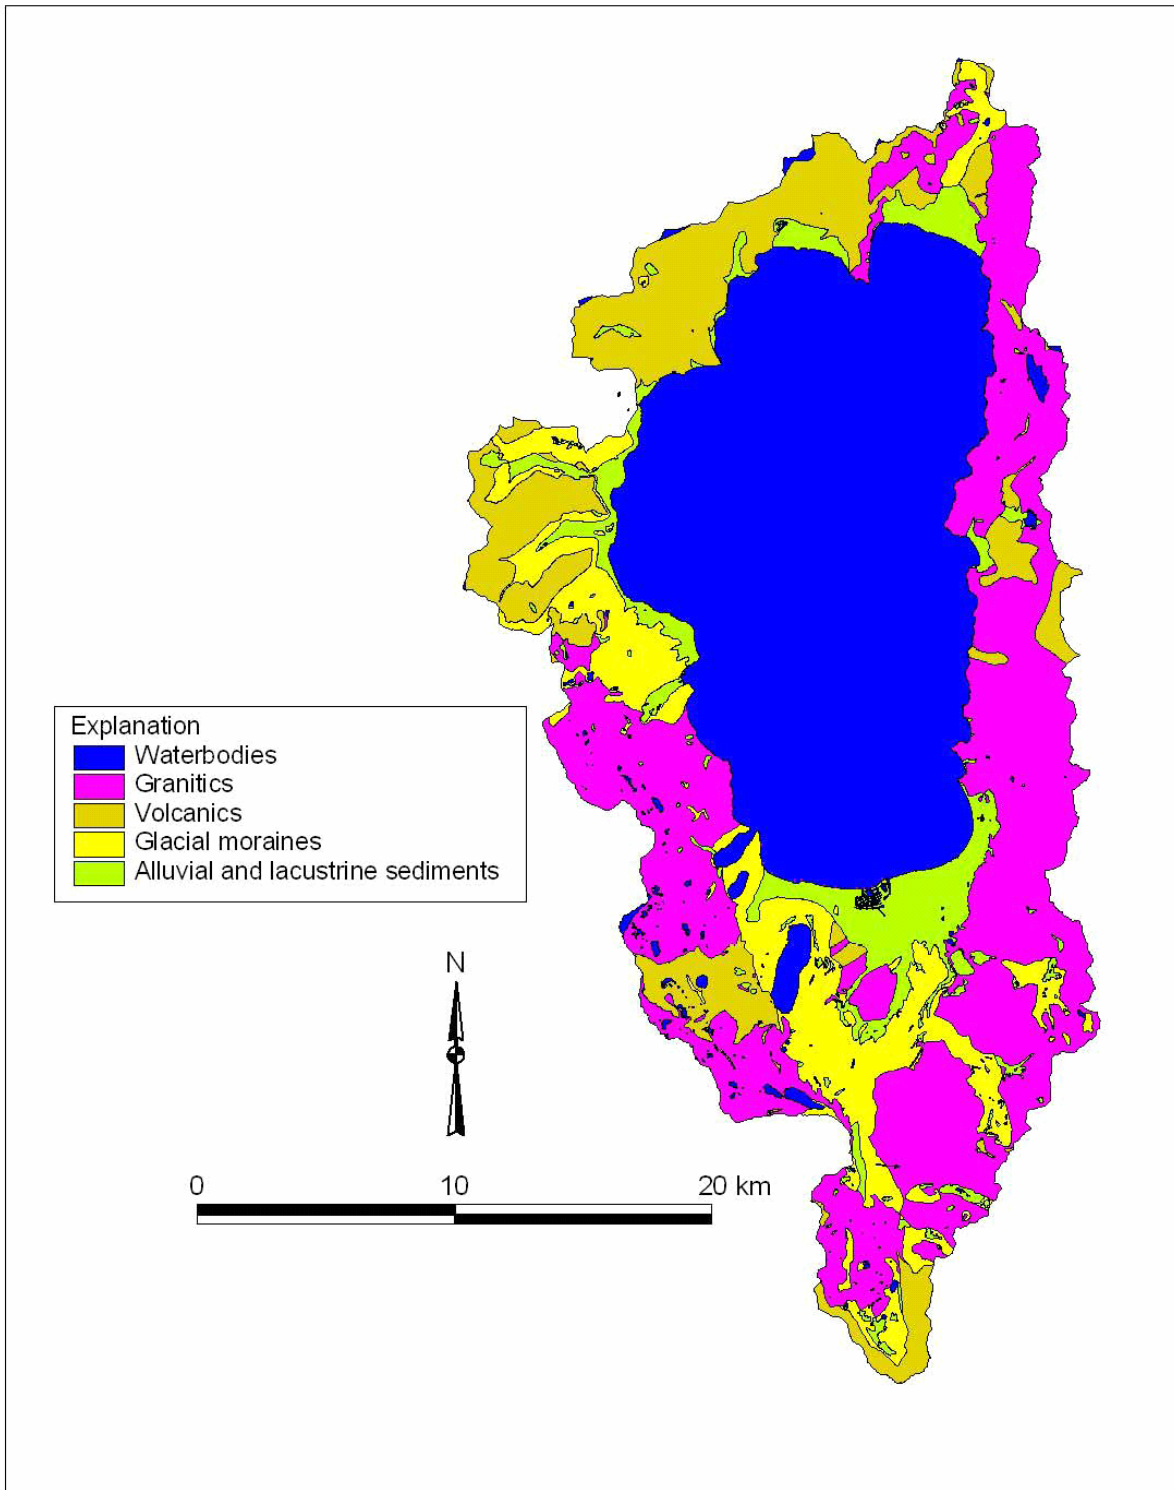 Explanation
Waterbodies
Granitics
Volcanics
Glacial moraines
Alluvial and lacustrine sediments
N
0 10 20 km